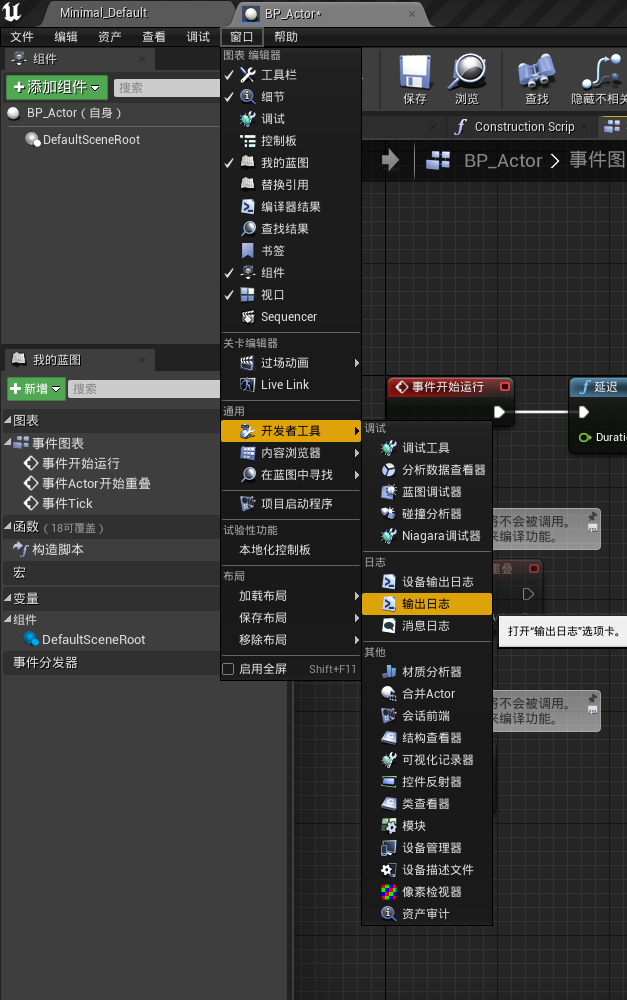 Minimal_Default
BP_Actor*
文件 编辑 资产 查看 调试 窗口 帮助
组件
+添加组件
搜索
BP_Actor（自身）
DefaultSceneRoot
我的蓝图
+新增
搜索
图表
事件图表
事件开始运行
事件Actor开始重叠
事件Tick
函数（18可覆盖）
构造脚本
宏
变量
组件
DefaultSceneRoot
事件分发器
图表 编辑器
工具栏
细节
调试
控制板
我的蓝图
替换引用
编译器结果
查找结果
书签
组件
视口
Sequencer
关卡编辑器
过场动画
Live Link
通用
开发者工具
内容浏览器
在蓝图中寻找
项目启动程序
试验性功能
本地化控制板
布局
加载布局
保存布局
移除布局
启用全屏 Shift+F11
调试
调试工具
分析数据查看器
蓝图调试器
碰撞分析器
Niagara调试器
日志
设备输出日志
输出日志
消息日志
其他
材质分析器
合并Actor
会话前端
结构查看器
可视化记录器
控件反射器
类查看器
模块
设备管理器
设备描述文件
像素检视器
资产审计
保存 浏览 查找 隐藏不相关
Construction Scrip
BP_Actor > 事件图
事件开始运行
延迟
Durati
将不会被调用。
来编译功能。
重叠
打开“输出日志”选项卡。
将不会被调用。
来编译功能。